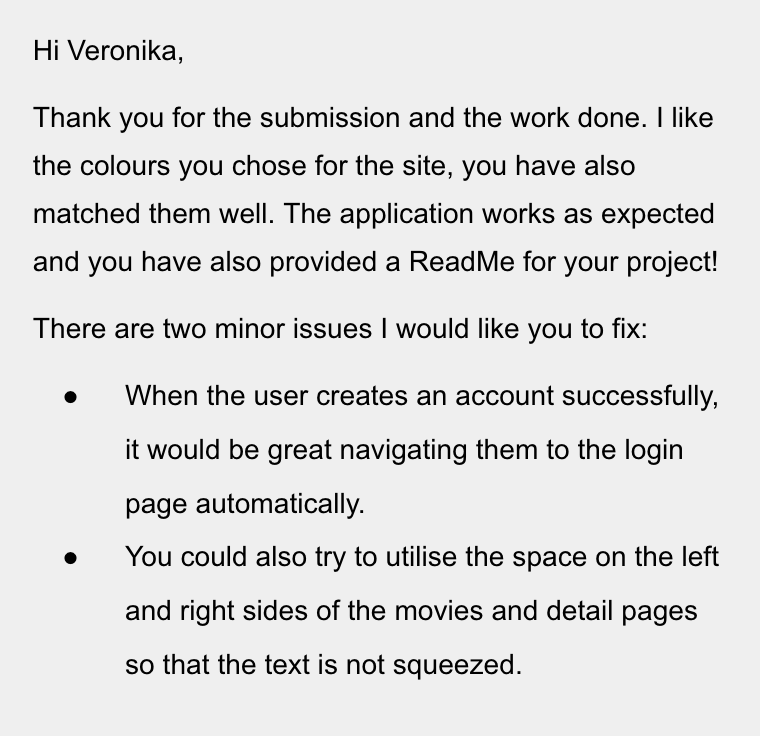 Hi Veronika,
Thank you for the submission and the work done. I like
the colours you chose for the site, you have also
matched them well. The application works as expected
and you have also provided a ReadMe for your project!
There are two minor issues I would like you to fix:
● When the user creates an account successfully,
it would be great navigating them to the login
page automatically.
● You could also try to utilise the space on the left
and right sides of the movies and detail pages
so that the text is not squeezed.